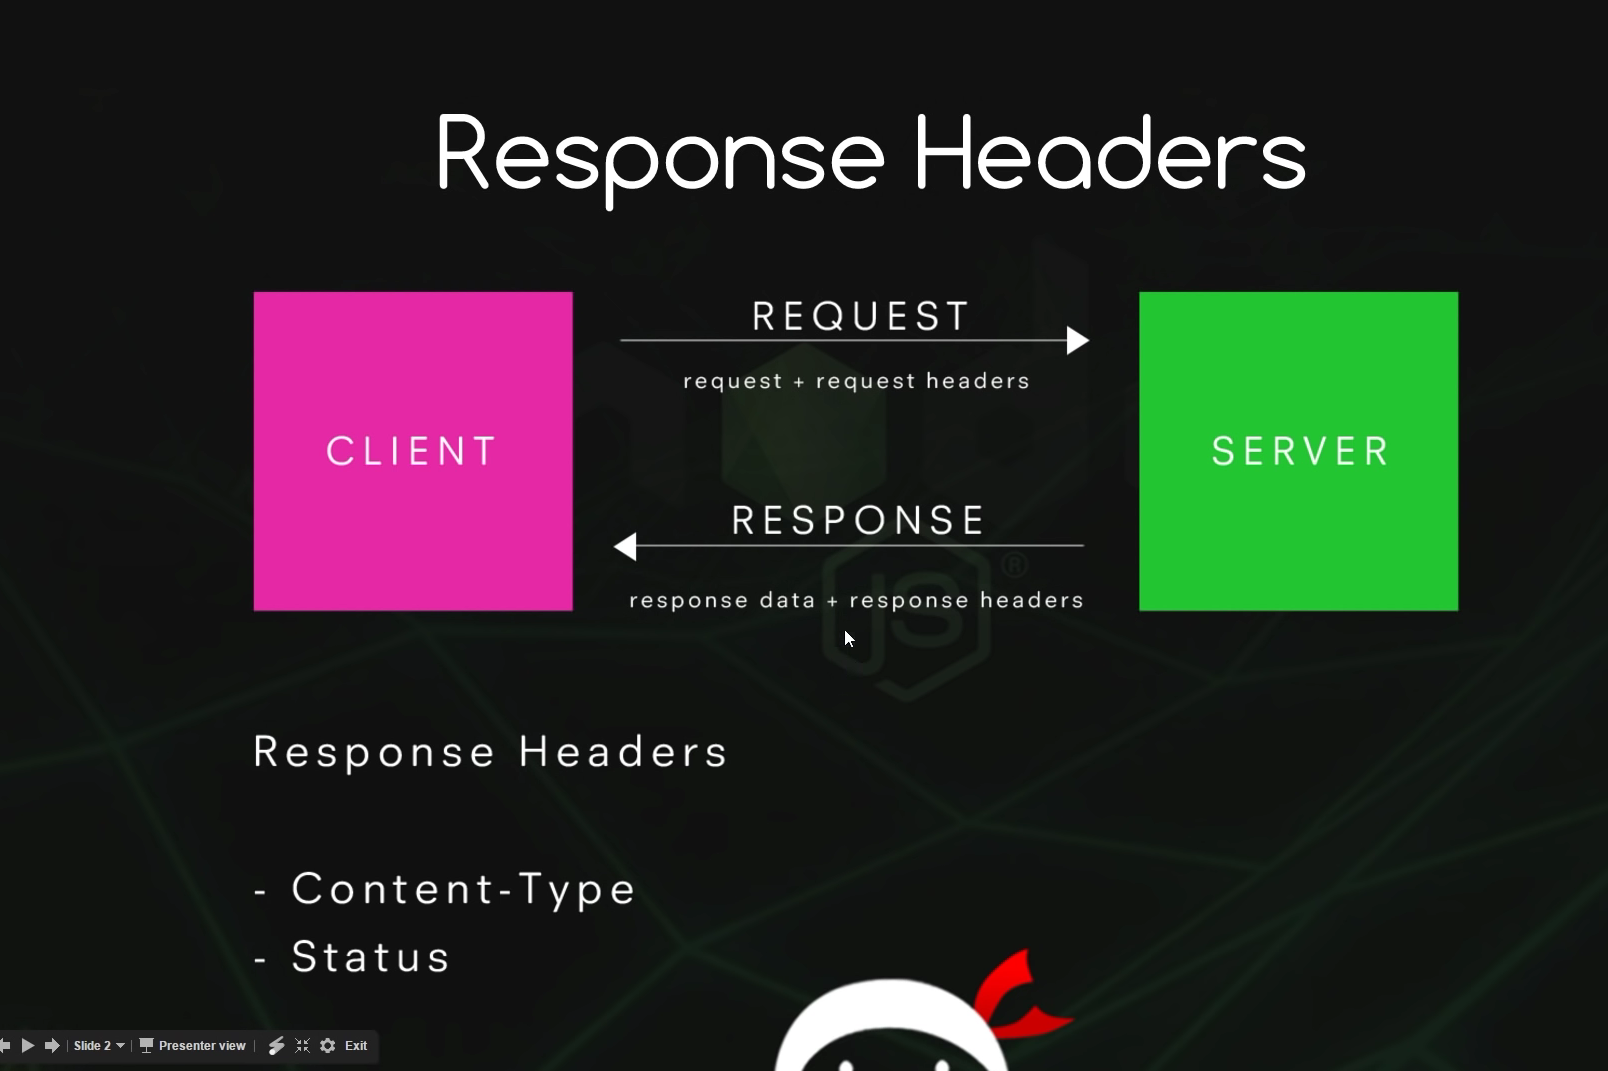 Response Headers
REQUEST
request + request headers
CLIENT
SERVER
RESPONSE
response data + response headers
JS ®
Response Headers
- Content-Type
- Status
Slide 2
Presenter view
Exit